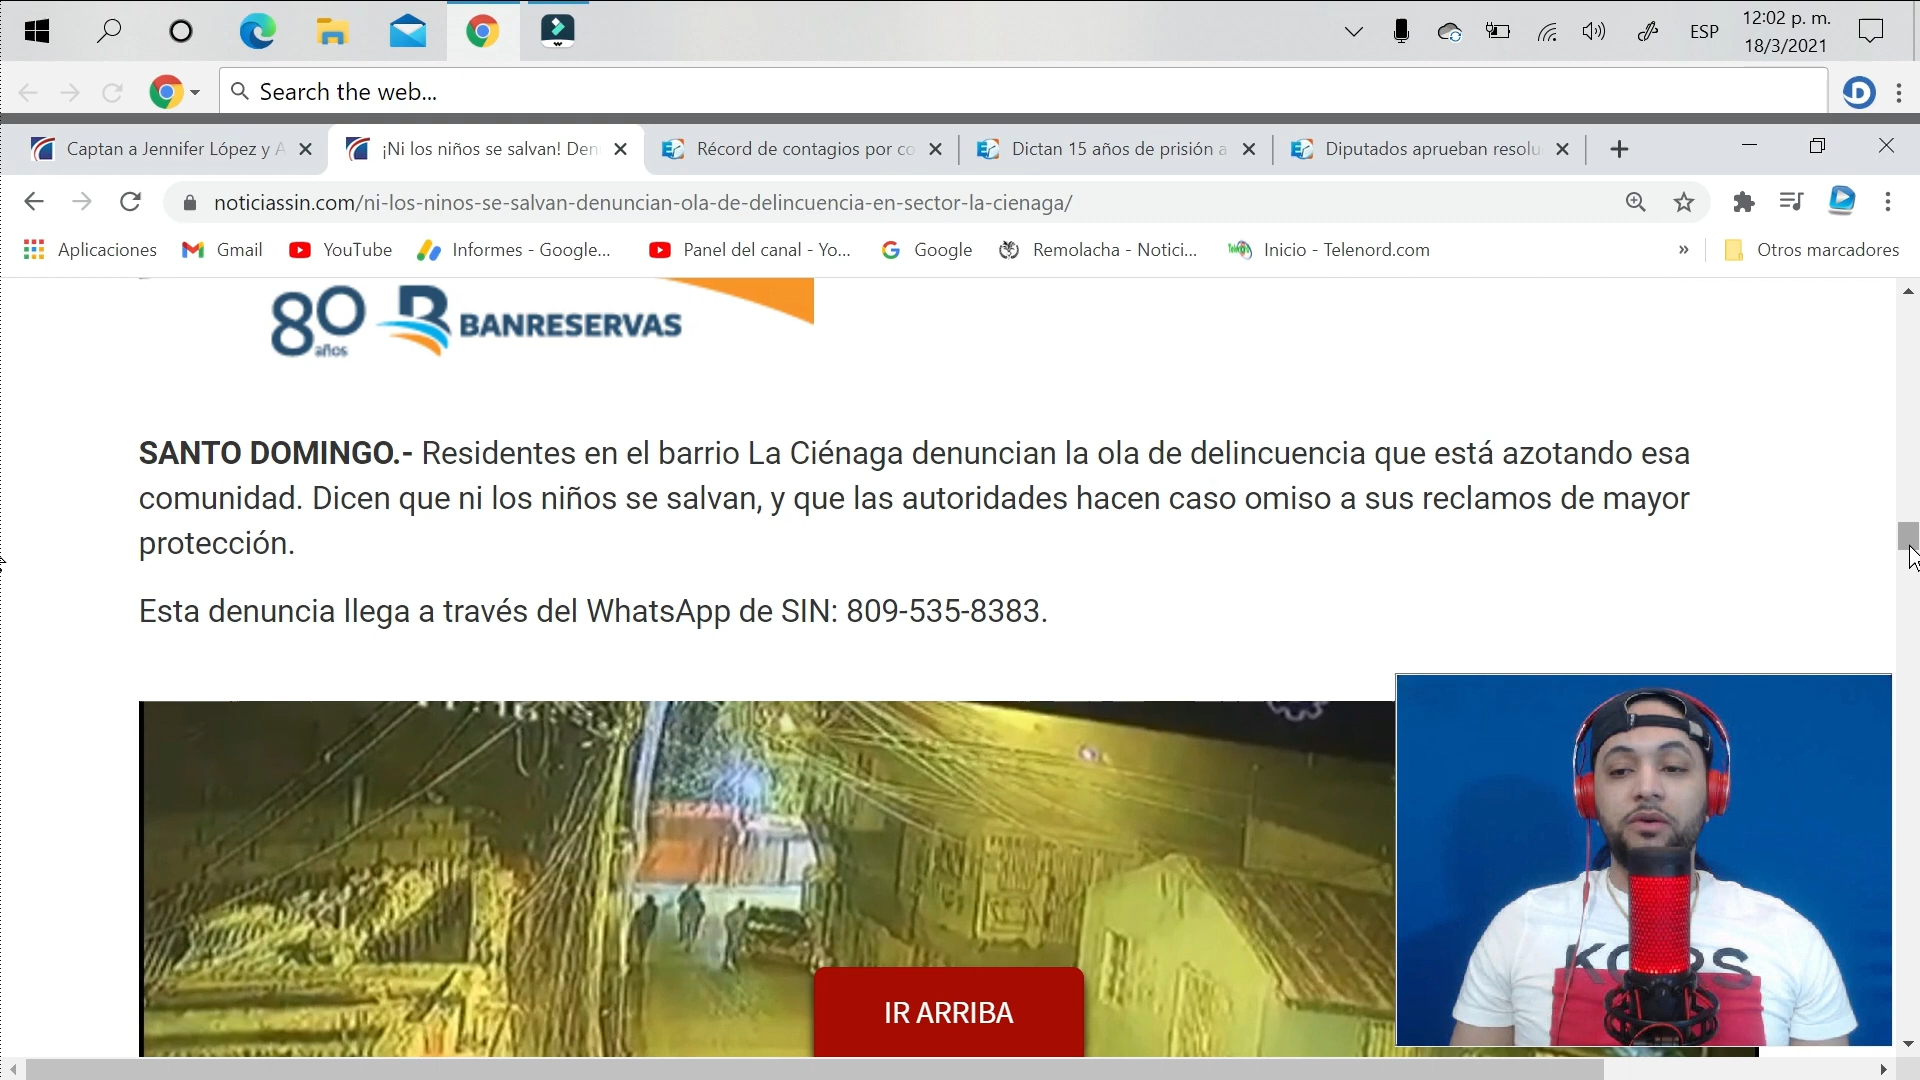 ESP
12:02 p. m.
18/3/2021
Search the web...
Captan a Jennifer López y A
¡Ni los niños se salvan! Den
Récord de contagios por co
Dictan 15 años de prisión a
Diputados aprueban resolu
noticiassin.com/ni-los-ninos-se-salvan-denuncian-ola-de-delincuencia-en-sector-la-cienaga/
Aplicaciones
Gmail
YouTube
Informes - Google...
Panel del canal - Yo...
Google
Remolacha - Notici...
Inicio - Telenord.com
»
Otros marcadores
80 años BANRESERVAS
SANTO DOMINGO.- Residentes en el barrio La Ciénaga denuncian la ola de delincuencia que está azotando esa
comunidad. Dicen que ni los niños se salvan, y que las autoridades hacen caso omiso a sus reclamos de mayor
protección.
Esta denuncia llega a través del WhatsApp de SIN: 809-535-8383.
IR ARRIBA
KORS